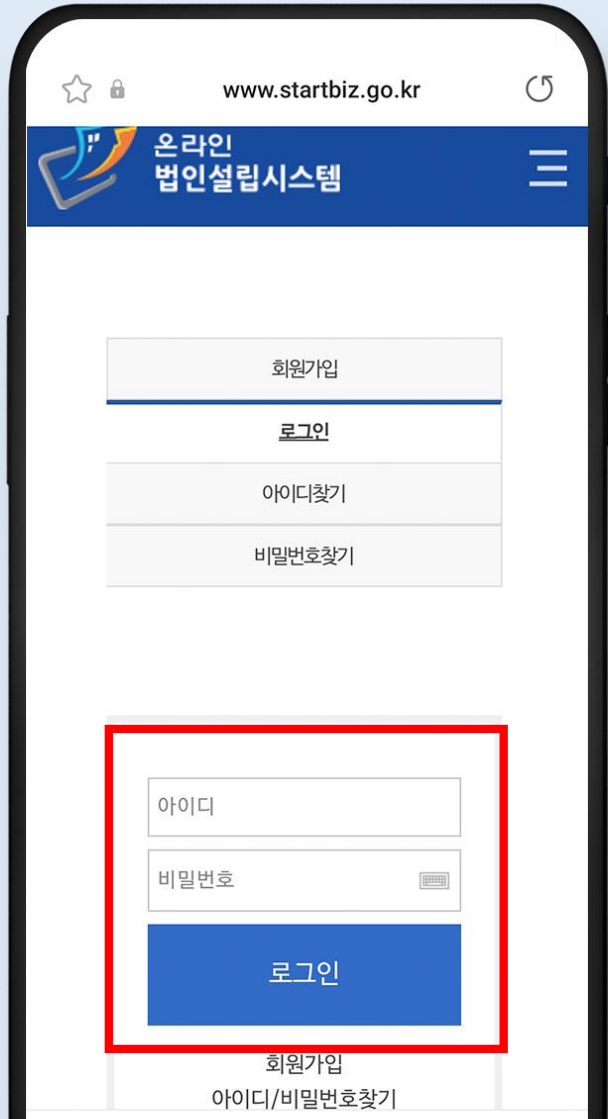 www.startbiz.go.kr
온라인
법인설립시스템
회원가입
로그인
아이디찾기
비밀번호찾기
아이디
비밀번호
로그인
회원가입
아이디/비밀번호찾기